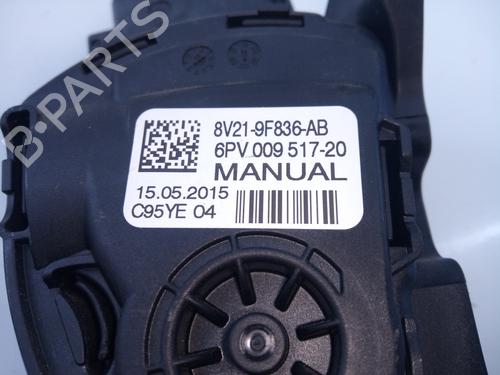 B-PARTS
8V21-9F836-AB
6PV 009 517-20
MANUAL
15.05.2015
C95YE 04